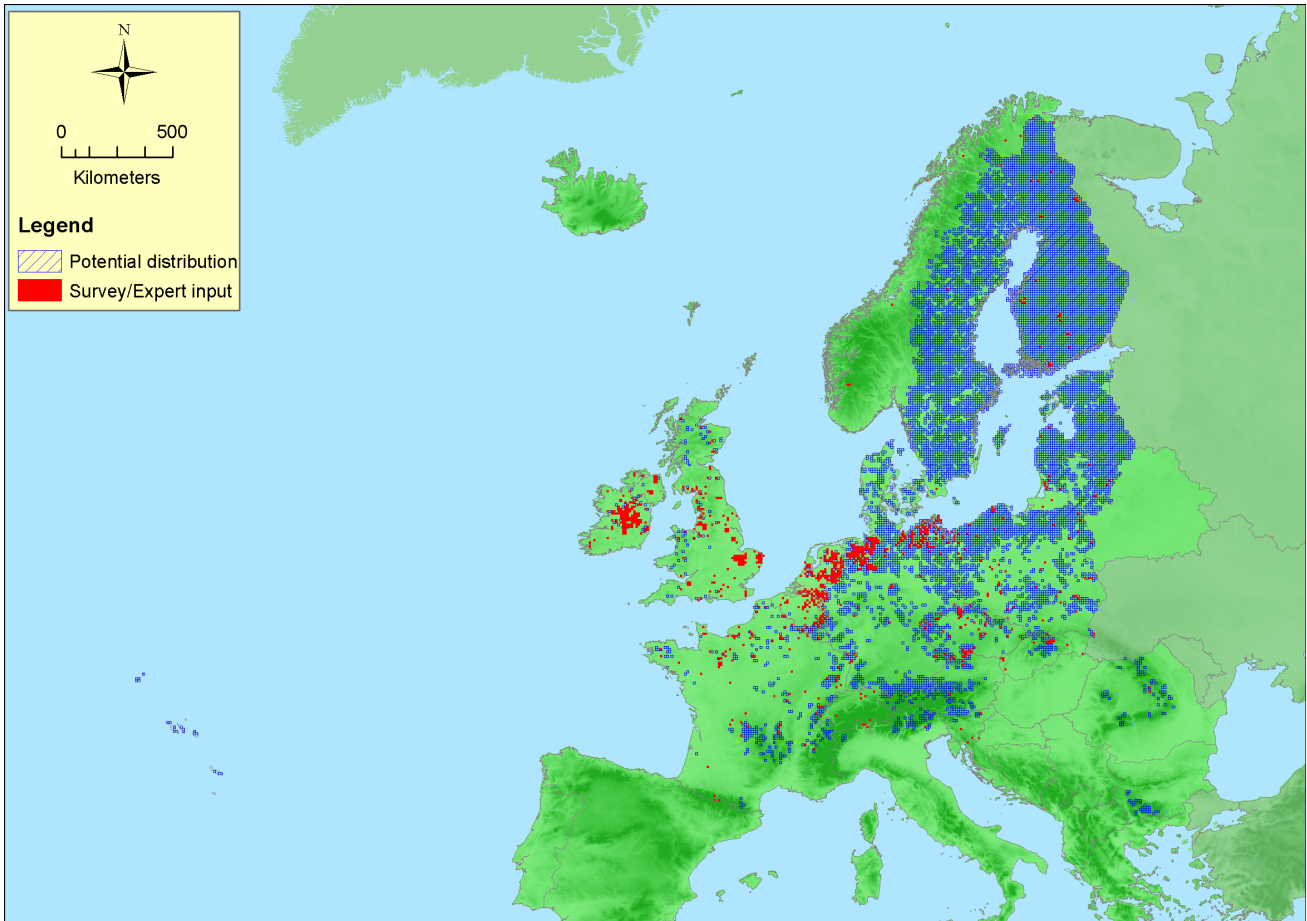 N
0 500
Kilometers
Legend
Potential distribution
Survey/Expert input